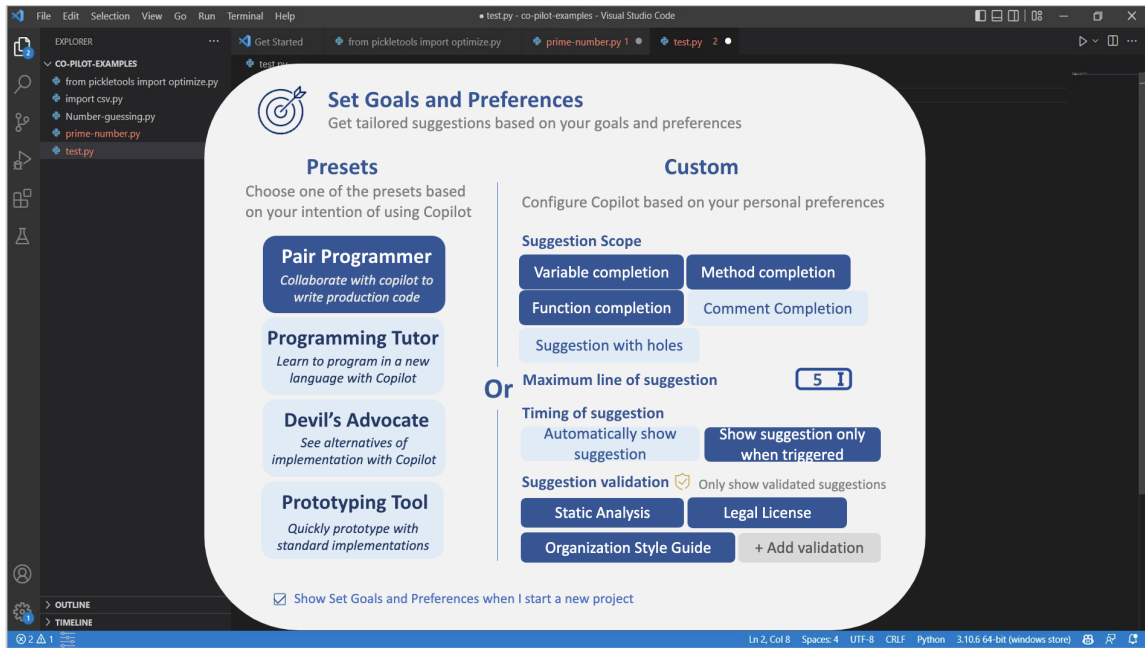 File Edit Selection View Go Run Terminal Help
● test.py - co-pilot-examples - Visual Studio Code
EXPLORER
Get Started
from pickletools import optimize.py
prime-number.py 1
test.py 2
CO-PILOT-EXAMPLES
from pickletools import optimize.py
import csv.py
Number-guessing.py
prime-number.py
test.py
2
test.py
Set Goals and Preferences
Get tailored suggestions based on your goals and preferences
Presets
Choose one of the presets based
on your intention of using Copilot
Pair Programmer
Collaborate with copilot to
write production code
Programming Tutor
Learn to program in a new
language with Copilot
Devil's Advocate
See alternatives of
implementation with Copilot
Prototyping Tool
Quickly prototype with
standard implementations
Or
Custom
Configure Copilot based on your personal preferences
Suggestion Scope
Variable completion
Method completion
Function completion
Comment Completion
Suggestion with holes
Maximum line of suggestion
5
Timing of suggestion
Automatically show
suggestion
Show suggestion only
when triggered
Suggestion validation
Only show validated suggestions
Static Analysis
Legal License
Organization Style Guide
+ Add validation
Show Set Goals and Preferences when I start a new project
1
OUTLINE
TIMELINE
2 1
Ln 2, Col 8 Spaces: 4 UTF-8 CRLF Python 3.10.6 64-bit (windows store)